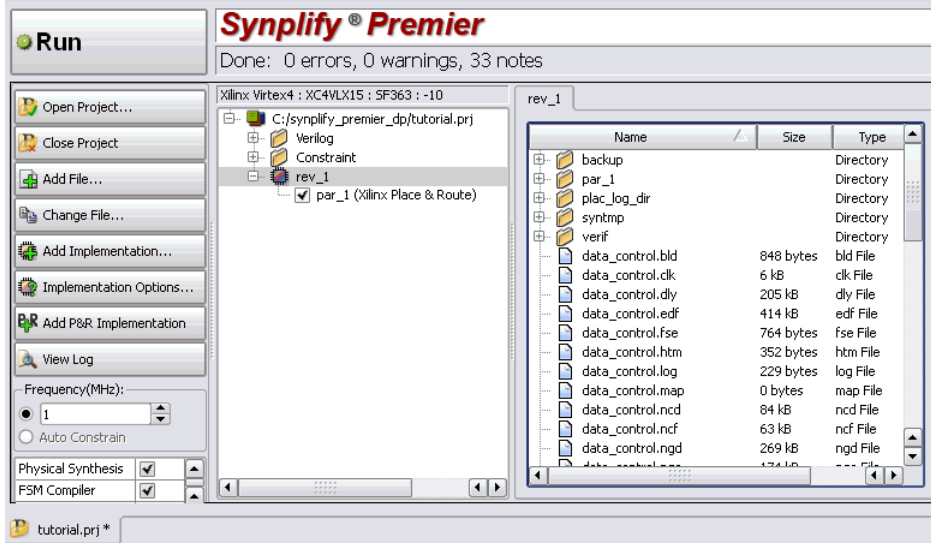 Run
Synplify ® Premier
Done: 0 errors, 0 warnings, 33 notes
Open Project...
Close Project
Add File...
Change File...
Add Implementation...
Implementation Options...
P&R Add P&R Implementation
View Log
Frequency(MHz):
1
Auto Constrain
Physical Synthesis
FSM Compiler
Xilinx Virtex4 : XC4VLX15 : SF363 : -10
C:/synplify_premier_dp/tutorial.prj
Verilog
Constraint
rev_1
par_1 (Xilinx Place & Route)
rev_1
Name Size Type
backup Directory
par_1 Directory
plac_log_dir Directory
syntmp Directory
verif Directory
data_control.bld 848 bytes bld File
data_control.clk 6 kB clk File
data_control.dly 205 kB dly File
data_control.edf 414 kB edf File
data_control.fse 764 bytes fse File
data_control.htm 352 bytes htm File
data_control.log 229 bytes log File
data_control.map 0 bytes map File
data_control.ncd 84 kB ncd File
data_control.ncf 63 kB ncf File
data_control.ngd 269 kB ngd File
tutorial.prj *